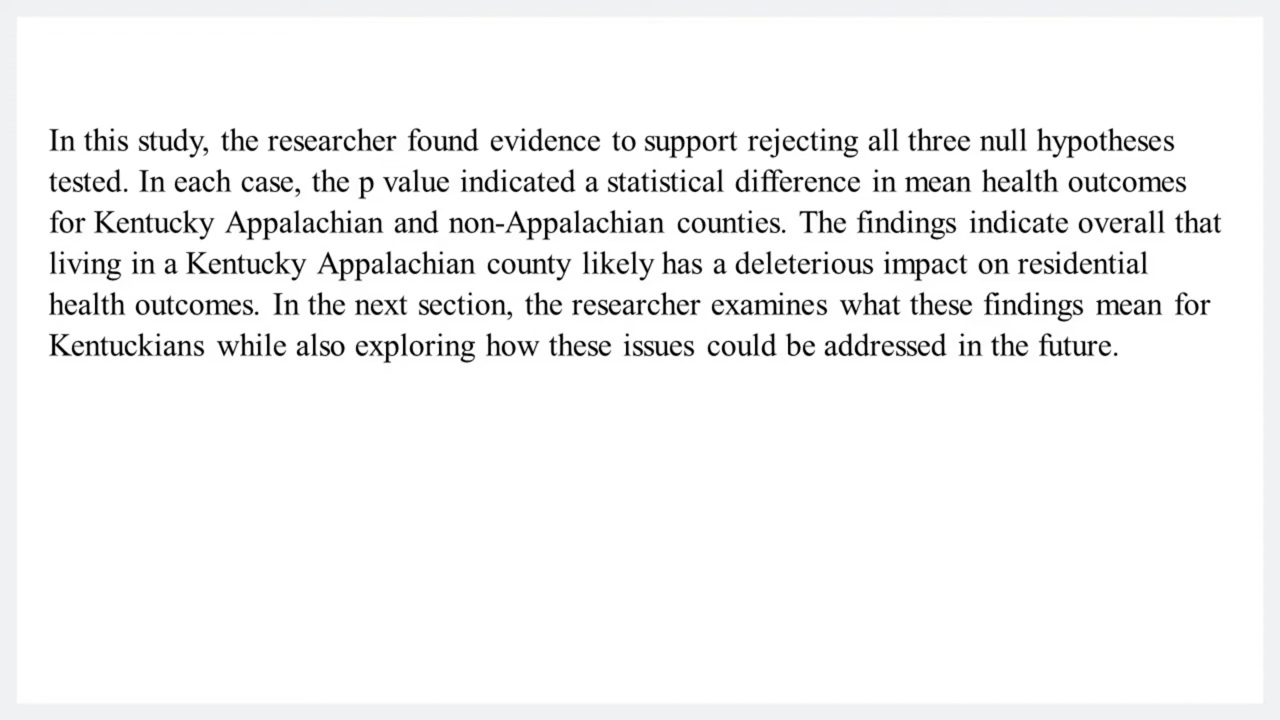 In this study, the researcher found evidence to support rejecting all three null hypotheses
tested. In each case, the p value indicated a statistical difference in mean health outcomes
for Kentucky Appalachian and non-Appalachian counties. The findings indicate overall that
living in a Kentucky Appalachian county likely has a deleterious impact on residential
health outcomes. In the next section, the researcher examines what these findings mean for
Kentuckians while also exploring how these issues could be addressed in the future.